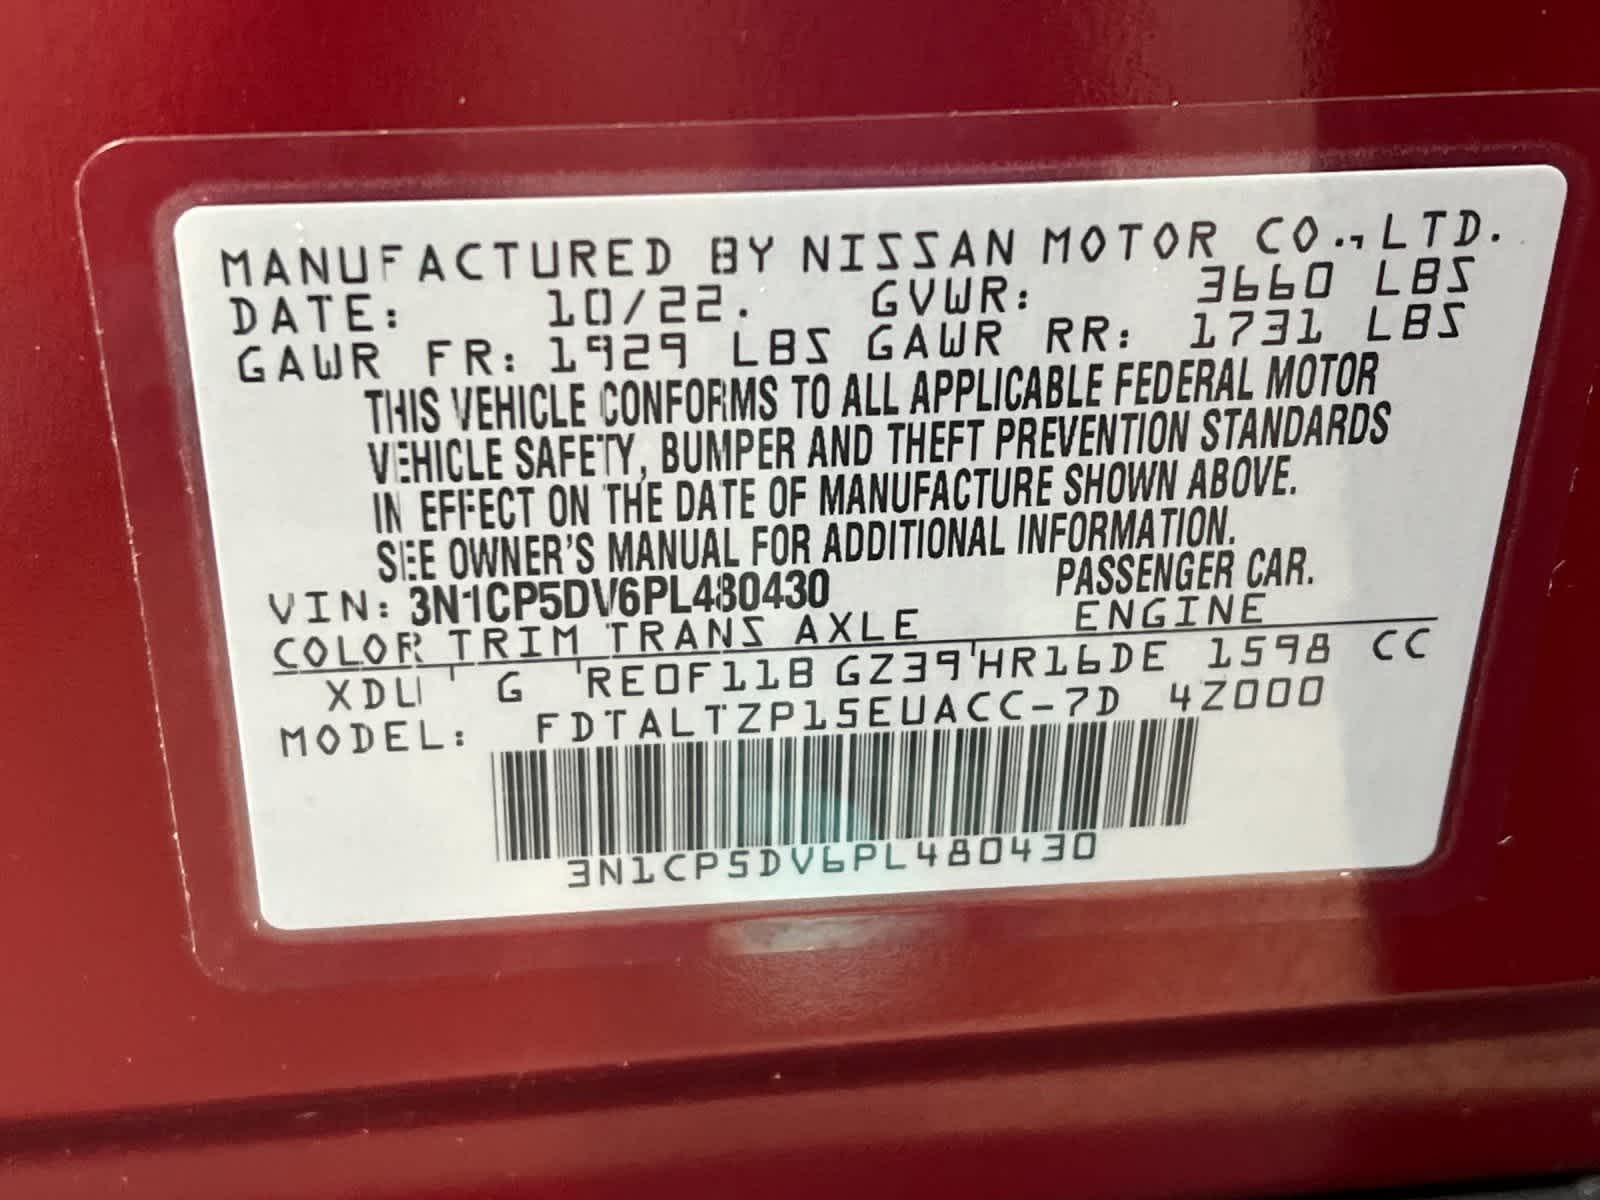 MANUFACTURED BY NISSAN MOTOR CO., LTD.
DATE: 10/22. GVWR: 3660 LBS
GAWR FR: 1929 LBS GAWR RR: 1731 LBS
THIS VEHICLE CONFORMS TO ALL APPLICABLE FEDERAL MOTOR
VEHICLE SAFETY, BUMPER AND THEFT PREVENTION STANDARDS
IN EFFECT ON THE DATE OF MANUFACTURE SHOWN ABOVE.
SEE OWNER'S MANUAL FOR ADDITIONAL INFORMATION.
VIN: 3N1CP5DV6PL480430 PASSENGER CAR.
COLOR TRIM TRANS AXLE ENGINE
XDU G RE0F11B GZ39 HR16DE 1598 CC
MODEL: FDTALTZP15EUACC-7D 4Z000
3N1CP5DV6PL480430